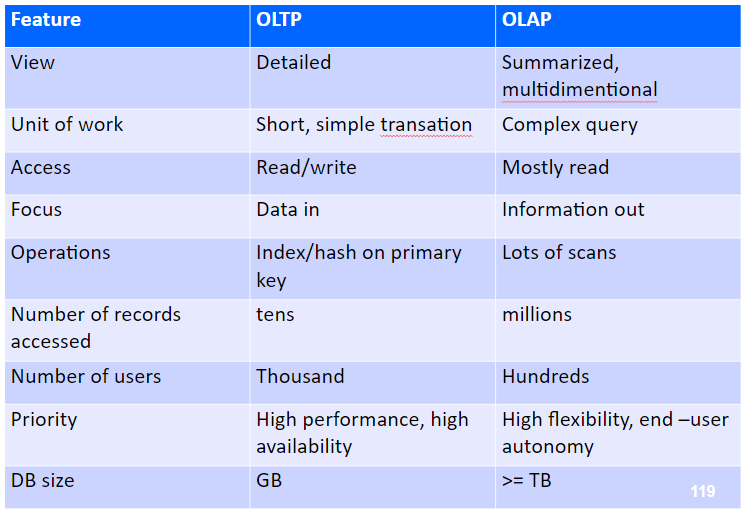 Feature OLTP OLAP
View Detailed Summarized,
multidimentional
Unit of work Short, simple transation Complex query
Access Read/write Mostly read
Focus Data in Information out
Operations Index/hash on primary Lots of scans
key
Number of records tens millions
accessed
Number of users Thousand Hundreds
Priority High performance, high High flexibility, end –user
availability autonomy
DB size GB >= TB
119